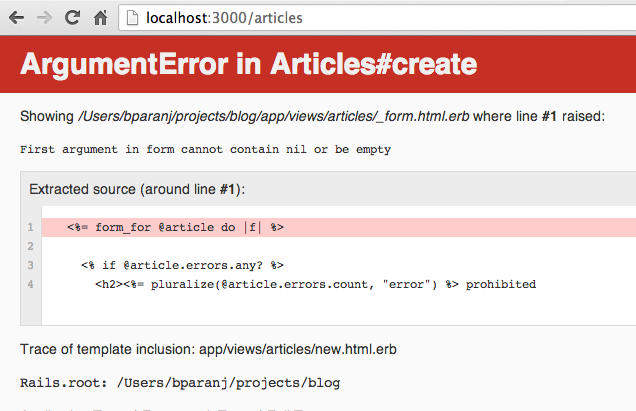 localhost:3000/articles
ArgumentError in Articles#create
Showing /Users/bparanj/projects/blog/app/views/articles/_form.html.erb where line #1 raised:
First argument in form cannot contain nil or be empty
Extracted source (around line #1):
1 <%= form_for @article do |f| %>
2
3 <% if @article.errors.any? %>
4 <h2><%= pluralize(@article.errors.count, "error") %> prohibited
Trace of template inclusion: app/views/articles/new.html.erb
Rails.root: /Users/bparanj/projects/blog